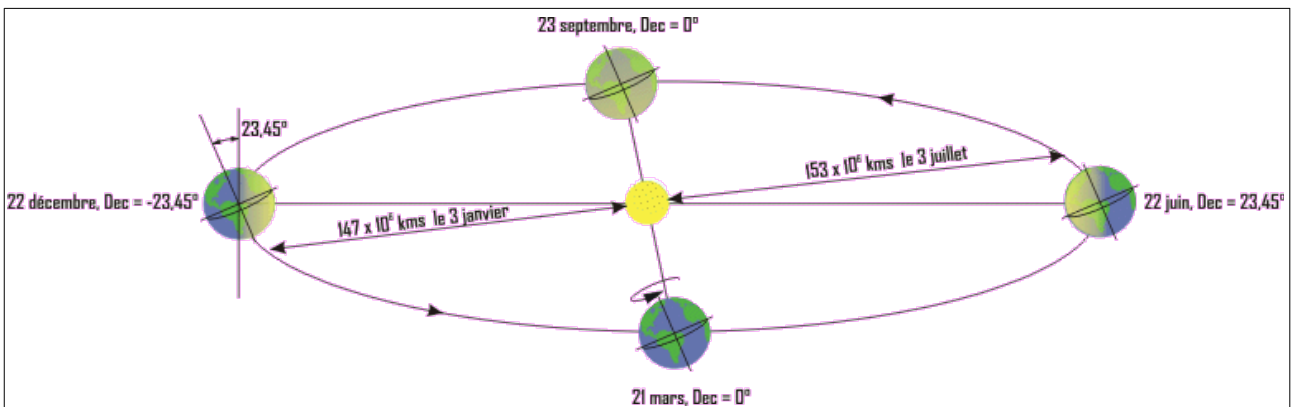 23 septembre, Dec = 0°
23,45°
153 x 10⁶ kms le 3 juillet
22 décembre, Dec = -23,45°
22 juin, Dec = 23,45°
147 x 10⁶ kms le 3 janvier
21 mars, Dec = 0°